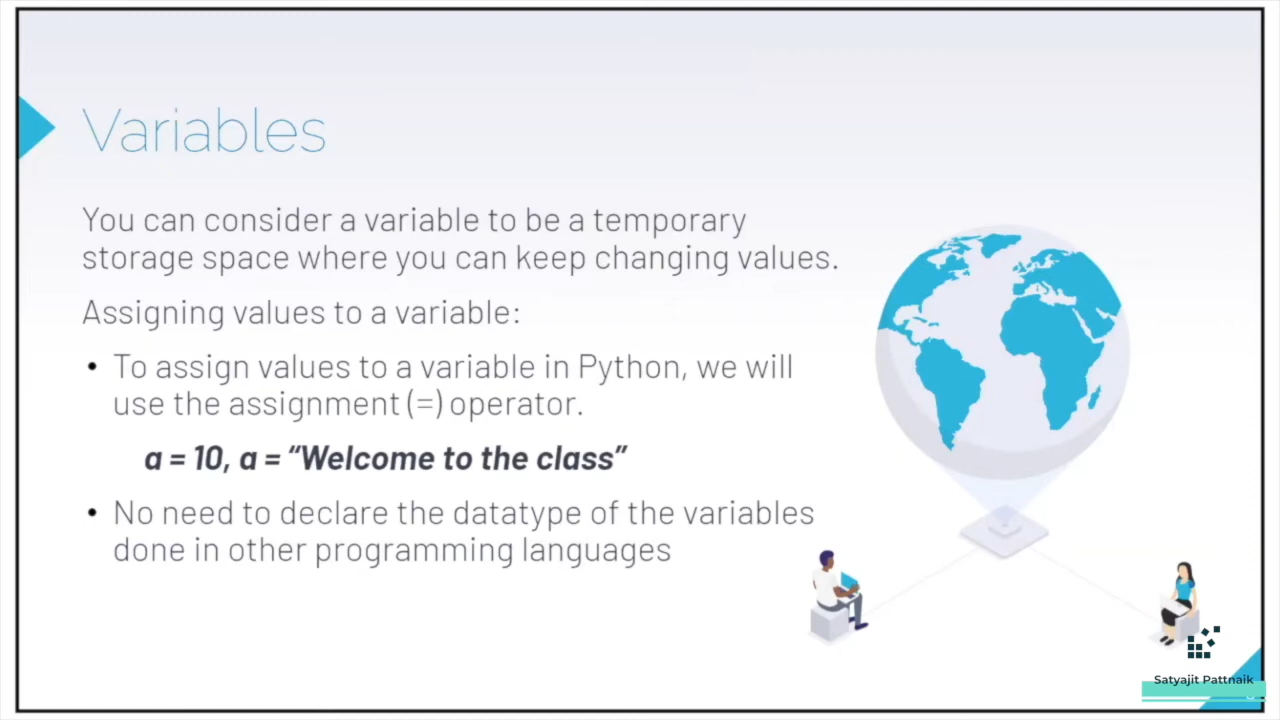 Variables
You can consider a variable to be a temporary
storage space where you can keep changing values.
Assigning values to a variable:
• To assign values to a variable in Python, we will
use the assignment (=) operator.
a = 10, a = “Welcome to the class”
• No need to declare the datatype of the variables
done in other programming languages
Satyajit Pattnaik